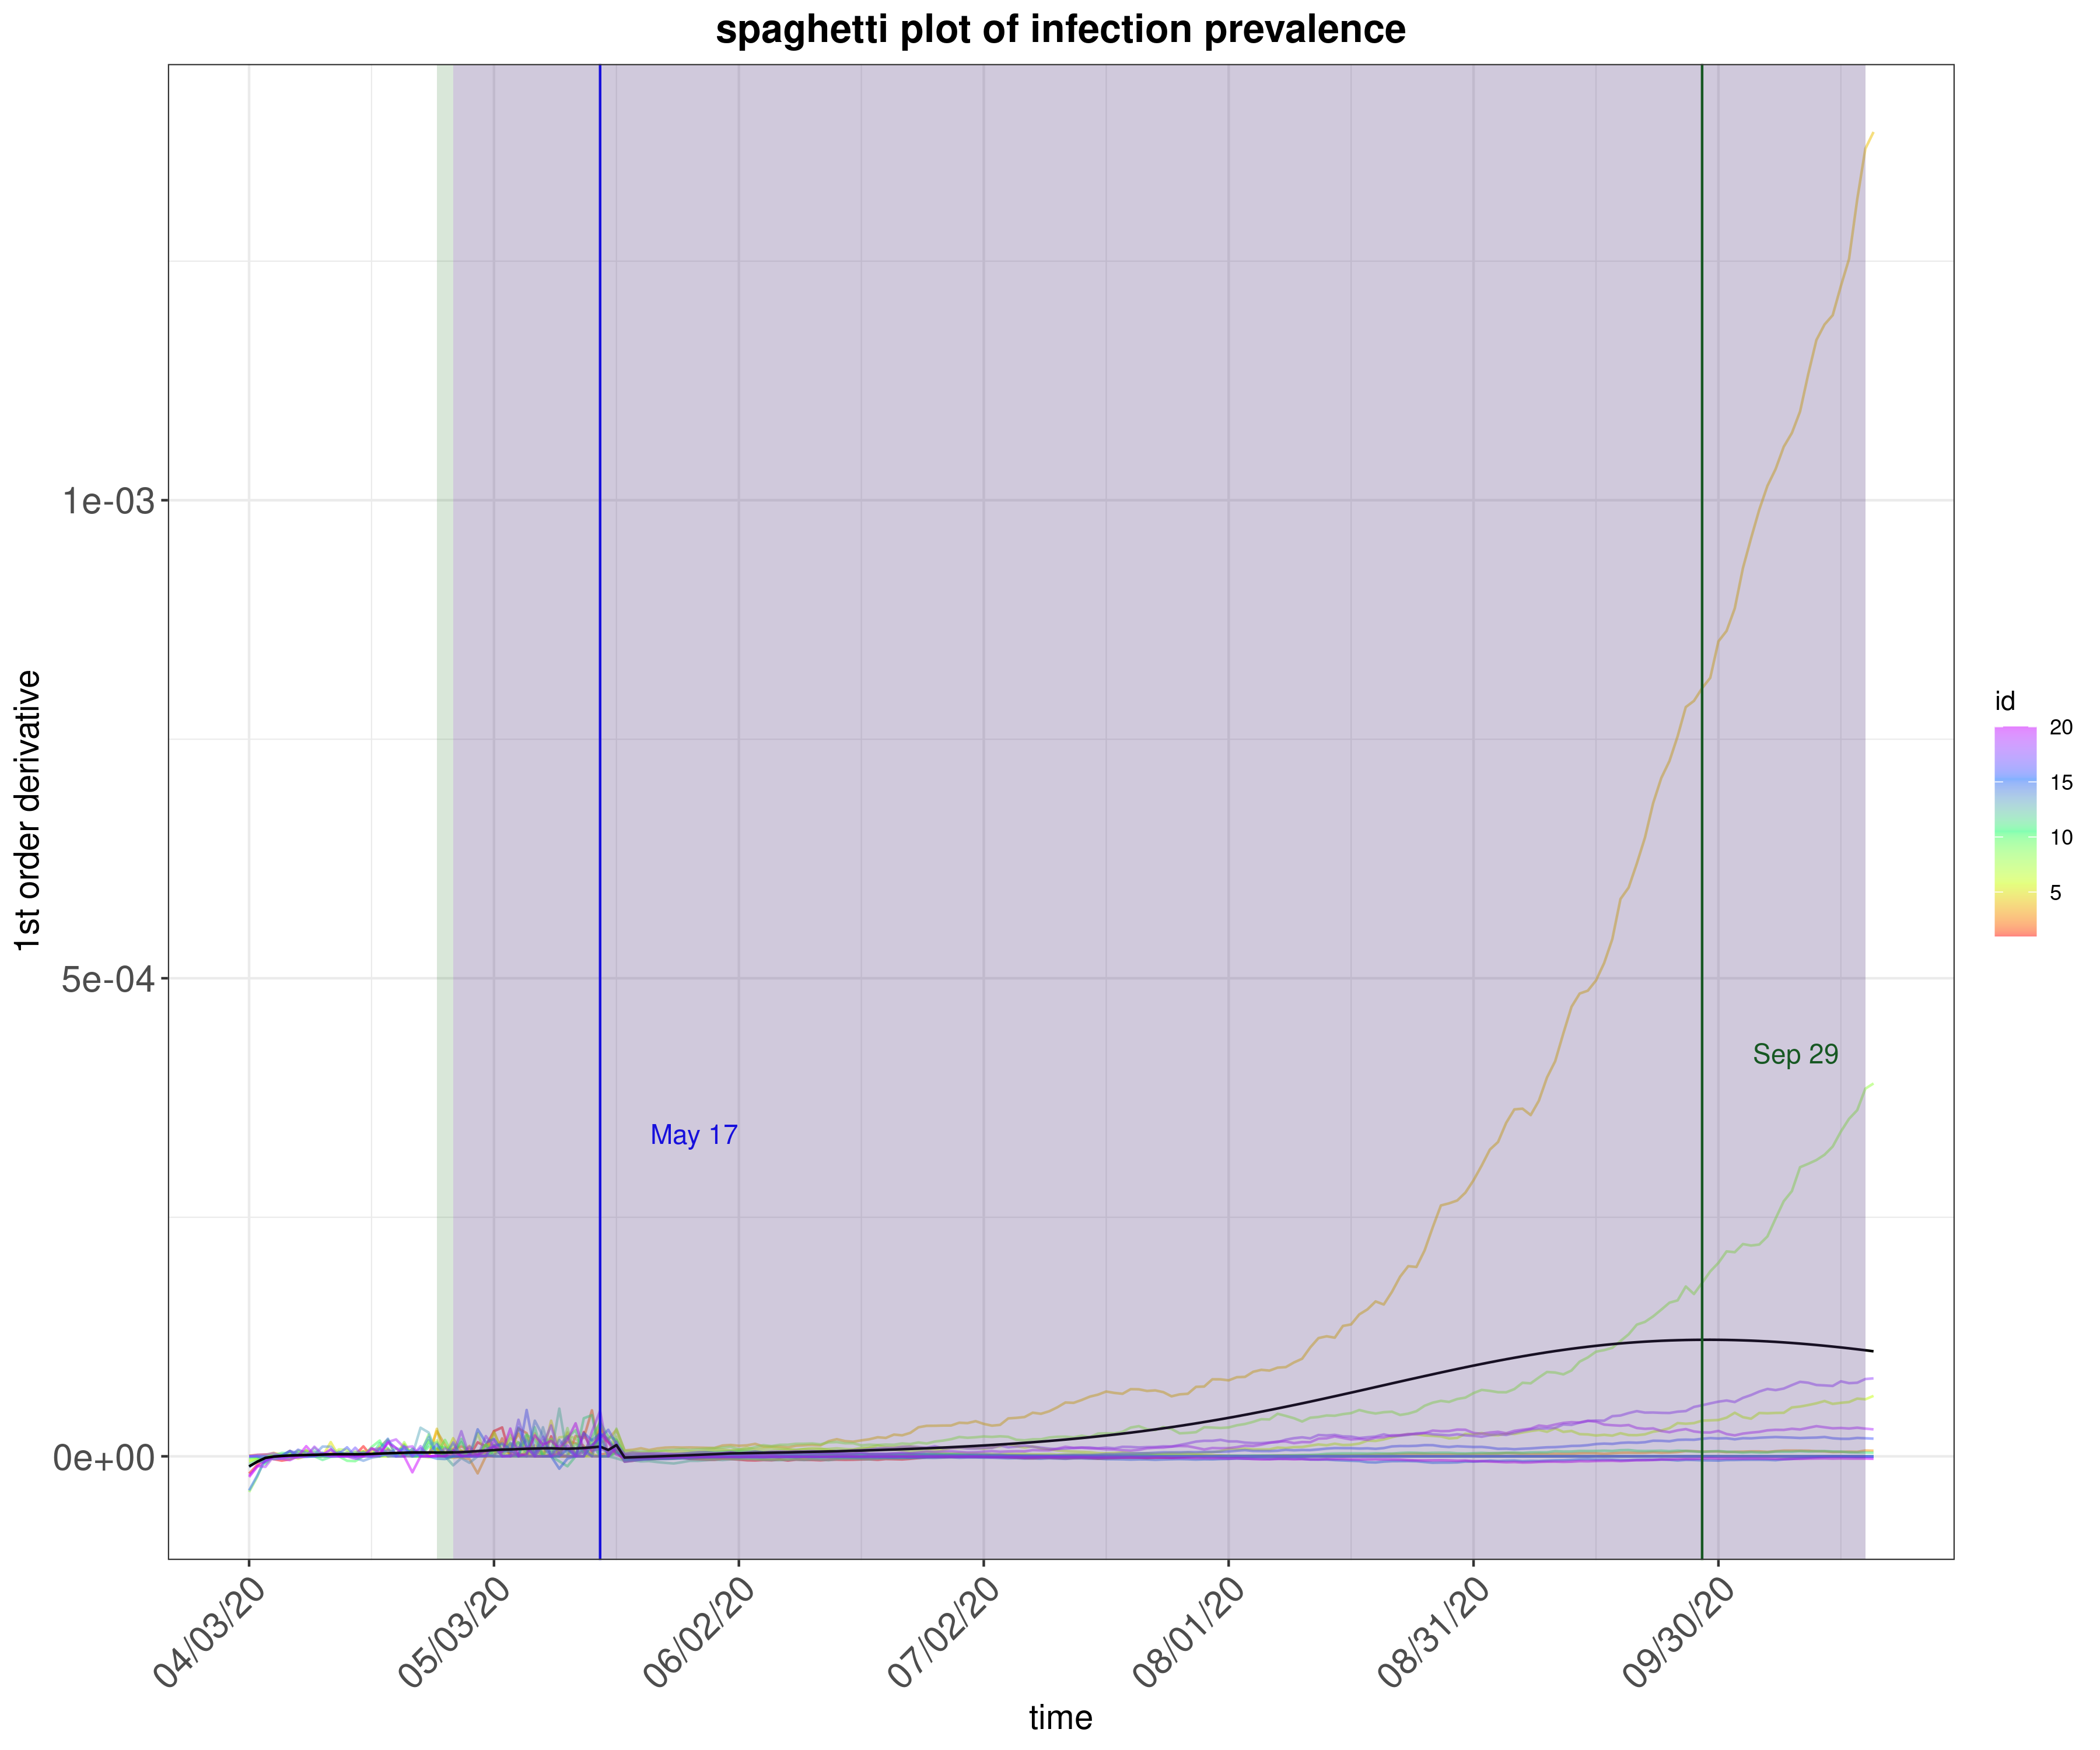 spaghetti plot of infection prevalence
1st order derivative
1e-03
5e-04
0e+00
Sep 29
May 17
id
20
15
10
5
04/03/20
05/03/20
06/02/20
07/02/20
08/01/20
08/31/20
09/30/20
time